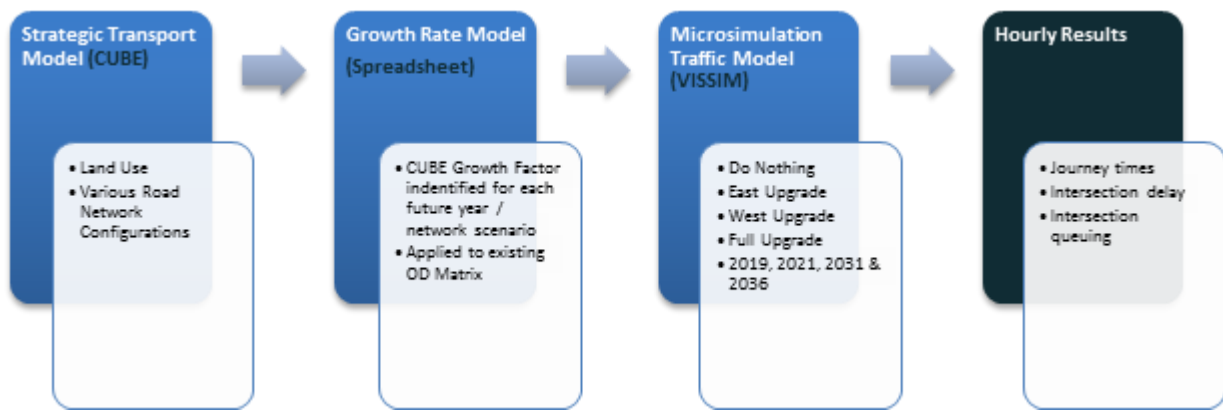 Strategic Transport
Model (CUBE)
• Land Use
• Various Road
Network
Configurations
Growth Rate Model
(Spreadsheet)
• CUBE Growth Factor
indentified for each
future year /
network scenario
• Applied to existing
OD Matrix
Microsimulation
Traffic Model
(VISSIM)
• Do Nothing
• East Upgrade
• West Upgrade
• Full Upgrade
• 2019, 2021, 2031 &
2036
Hourly Results
• Journey times
• Intersection delay
• Intersection
queuing